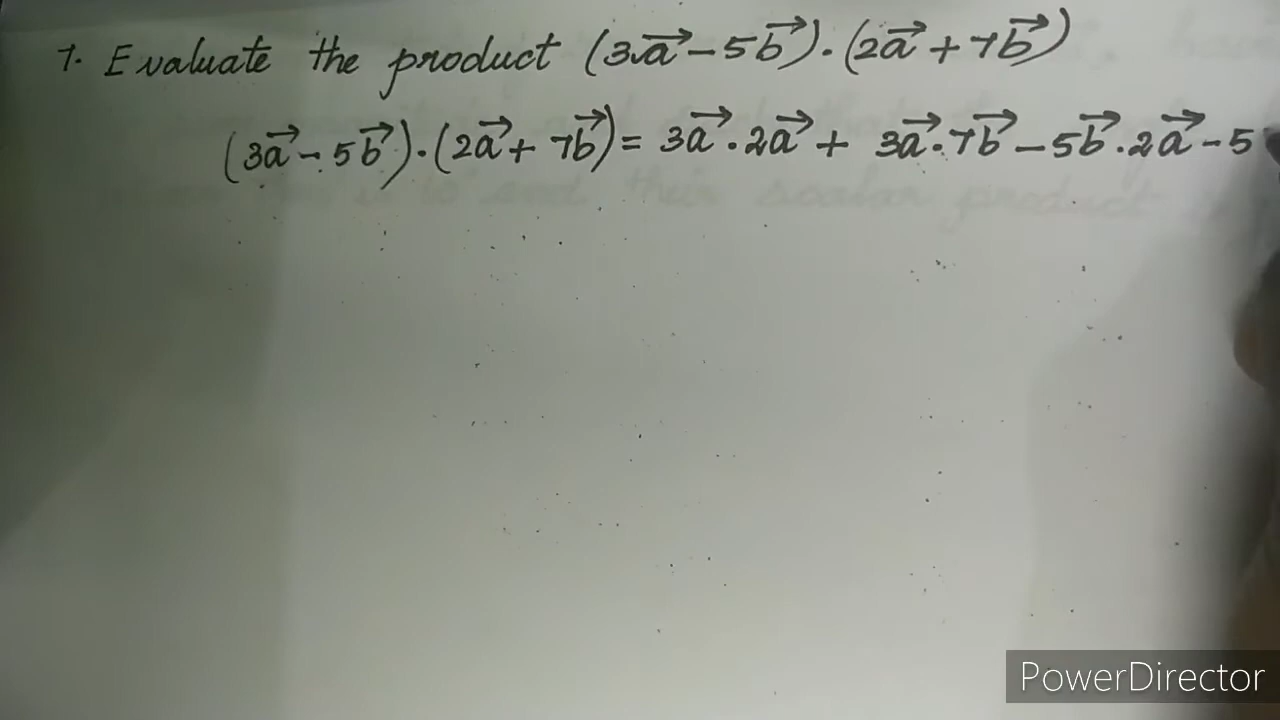 7. Evaluate the product (3a⃗ - 5b⃗) · (2a⃗ + 7b⃗)
(3a⃗ - 5b⃗) · (2a⃗ + 7b⃗) = 3a⃗ · 2a⃗ + 3a⃗ · 7b⃗ - 5b⃗ · 2a⃗ - 5
PowerDirector